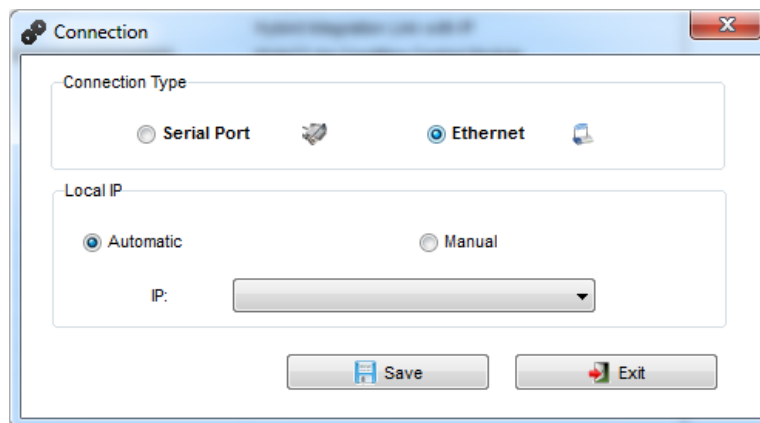 Connection
Connection Type
Serial Port
Ethernet
Local IP
Automatic
Manual
IP:
Save
Exit